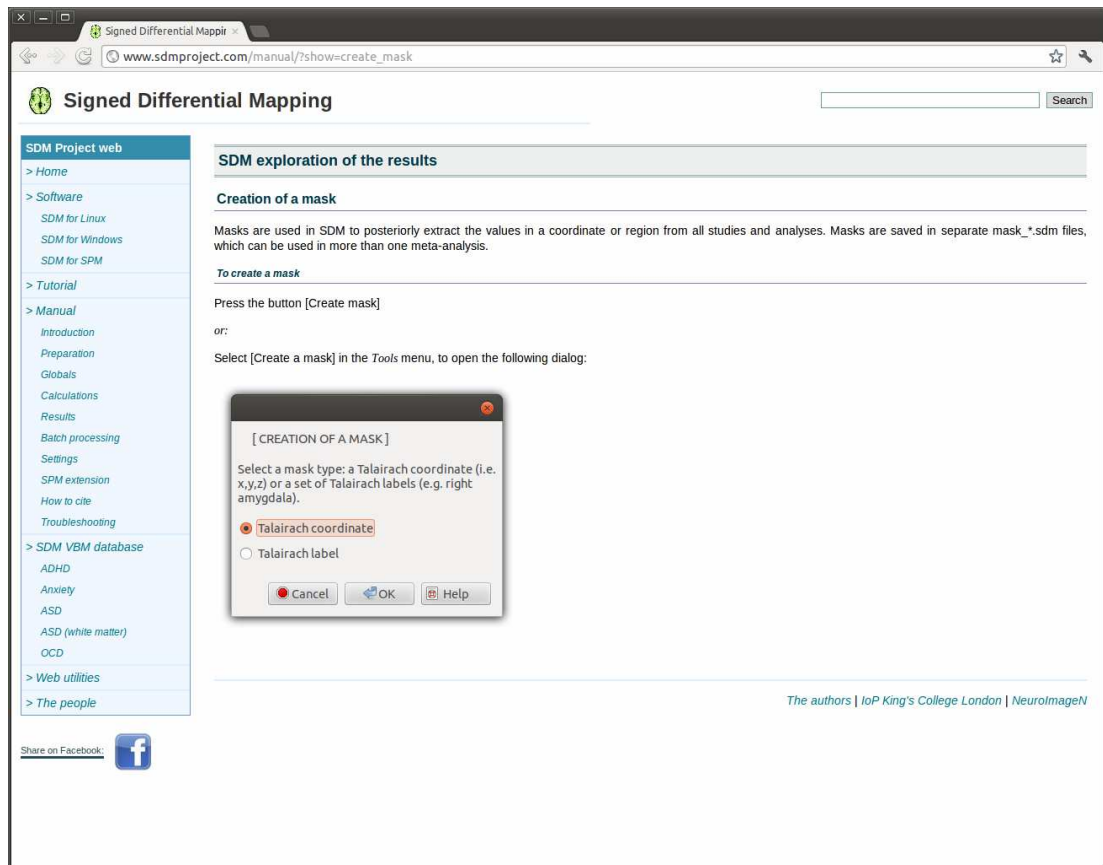 Signed Differential Mappin
www.sdmproject.com/manual/?show=create_mask
Signed Differential Mapping
Search
SDM Project web
> Home
> Software
SDM for Linux
SDM for Windows
SDM for SPM
> Tutorial
> Manual
Introduction
Preparation
Globals
Calculations
Results
Batch processing
Settings
SPM extension
How to cite
Troubleshooting
> SDM VBM database
ADHD
Anxiety
ASD
ASD (white matter)
OCD
> Web utilities
> The people
Share on Facebook:
f
SDM exploration of the results
Creation of a mask
Masks are used in SDM to posteriorly extract the values in a coordinate or region from all studies and analyses. Masks are saved in separate mask_*.sdm files,
which can be used in more than one meta-analysis.
To create a mask
Press the button [Create mask]
or:
Select [Create a mask] in the Tools menu, to open the following dialog:
[ CREATION OF A MASK ]
Select a mask type: a Talairach coordinate (i.e.
x,y,z) or a set of Talairach labels (e.g. right
amygdala).
Talairach coordinate
Talairach label
Cancel
OK
Help
The authors | IoP King's College London | NeuroImageN